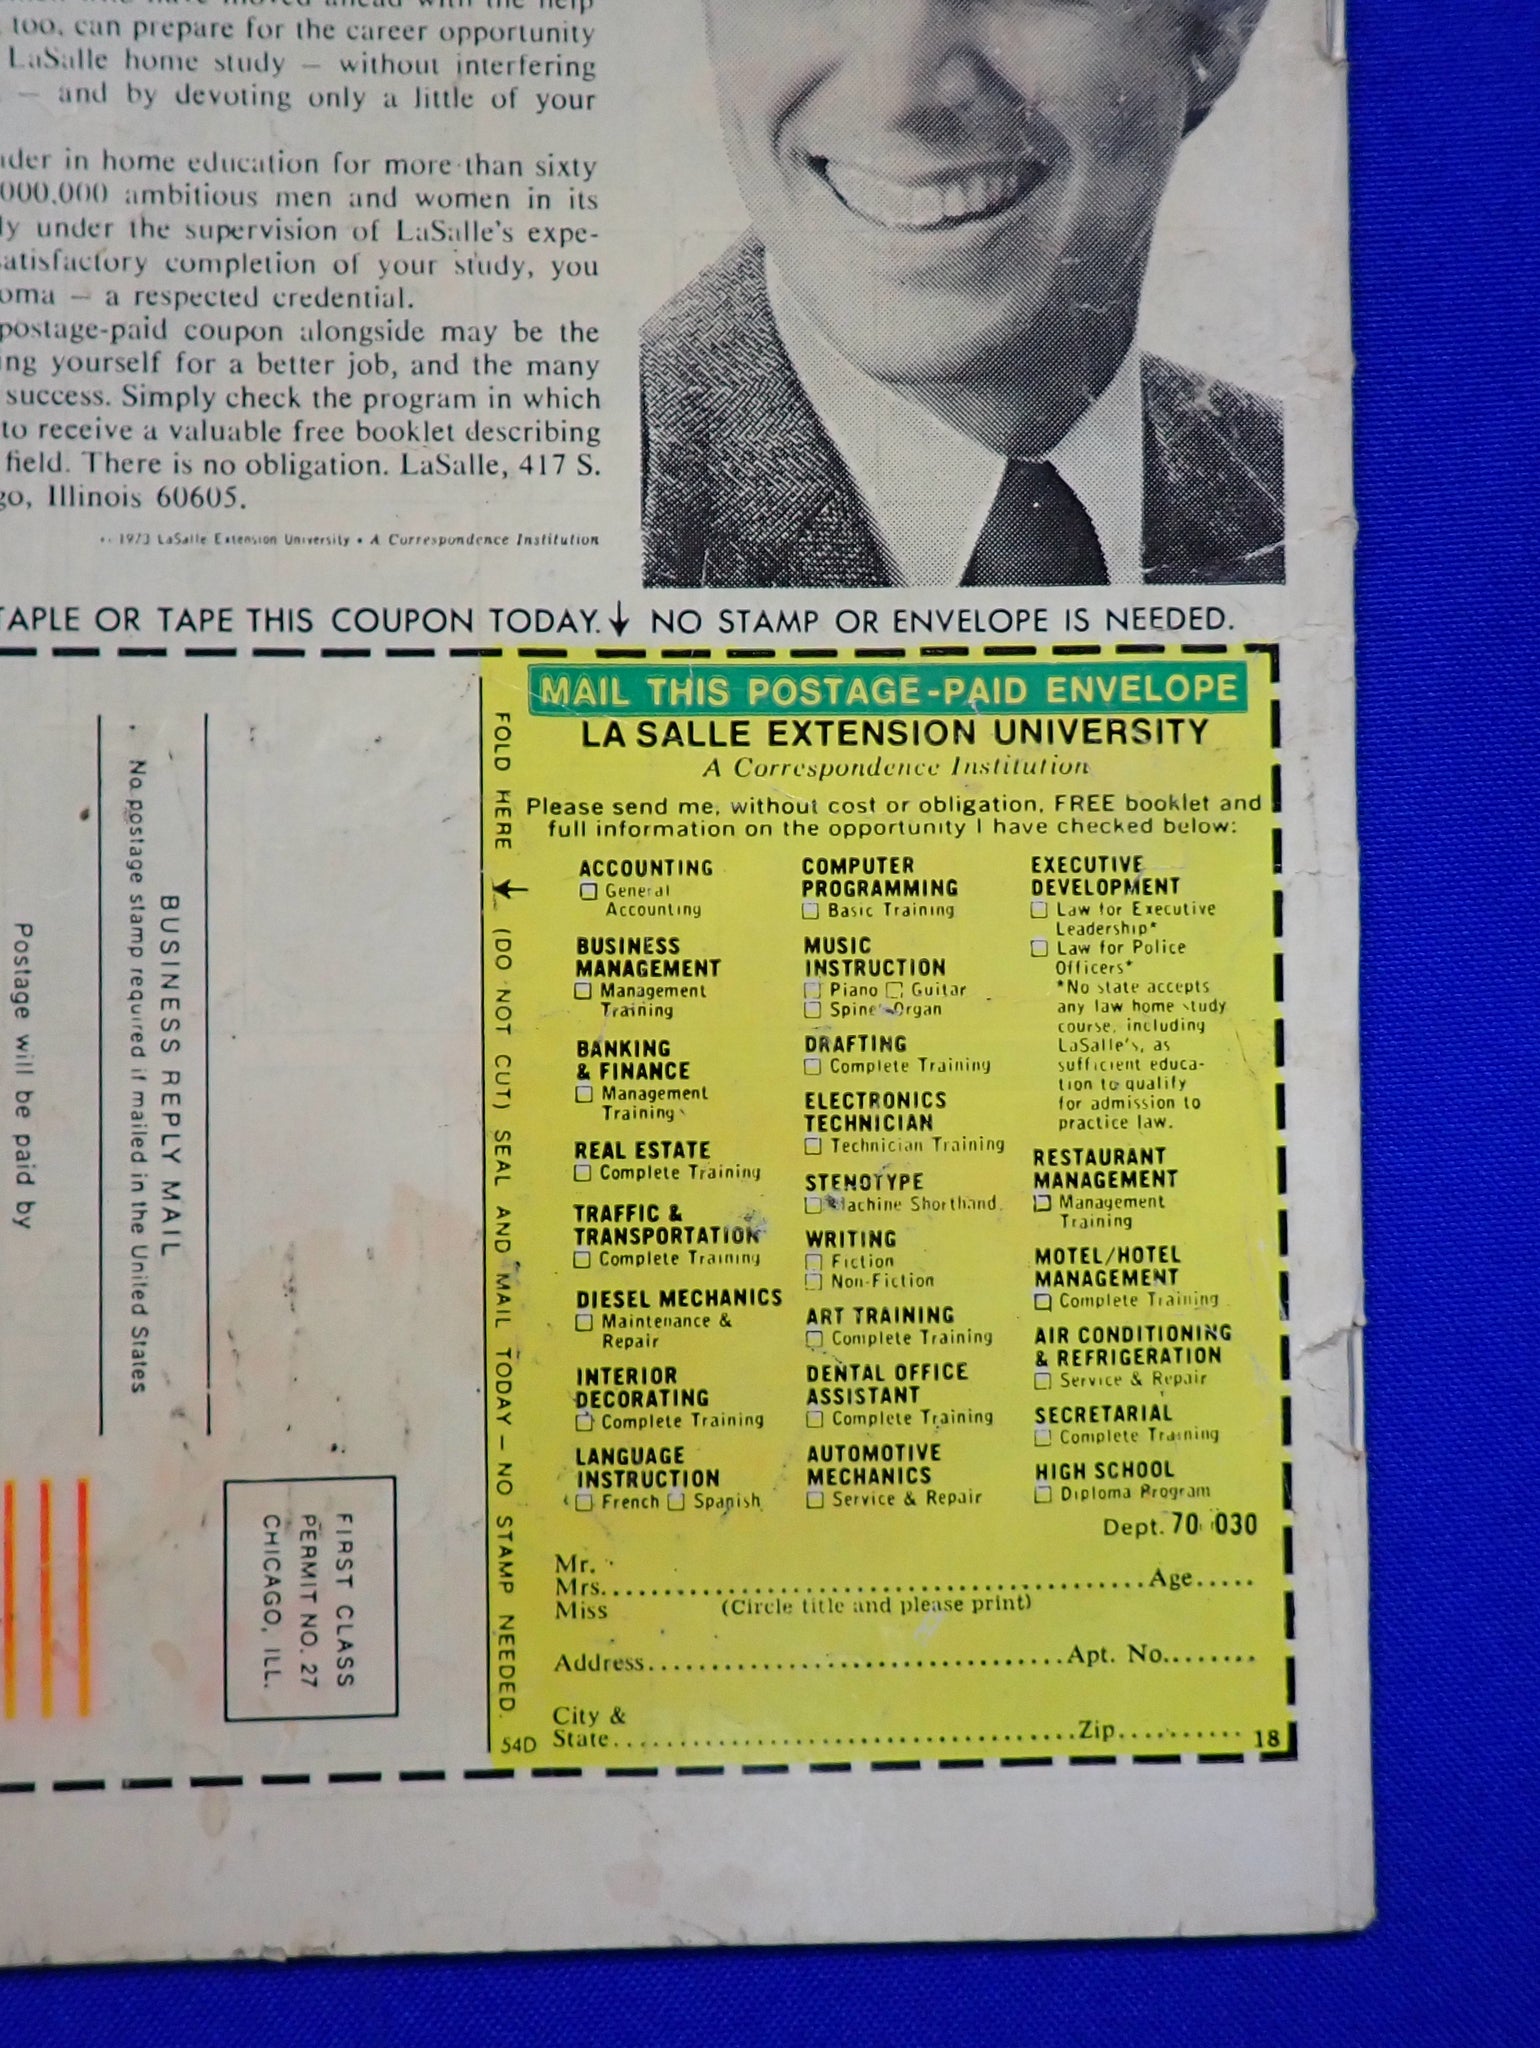 too, can prepare for the career opportunity
LaSalle home study — without interfering
— and by devoting only a little of your
in home education for more than sixty
000,000 ambitious men and women in its
under the supervision of LaSalle's expe-
completion of your study, you
— a respected credential.
postage-paid coupon alongside may be the
yourself for a better job, and the many
success. Simply check the program in which
to receive a valuable free booklet describing
field. There is no obligation. LaSalle, 417 S.
Illinois 60605.
1973 LaSalle Extension University • A Correspondence Institution
OR TAPE THIS COUPON TODAY.↓ NO STAMP OR ENVELOPE IS NEEDED.
Postage will be paid by
No postage stamp required if mailed in the United States
BUSINESS REPLY MAIL
FIRST CLASS
PERMIT NO. 27
CHICAGO, ILL.
FOLD HERE (DO NOT CUT) SEAL AND MAIL TODAY — NO STAMP NEEDED.
MAIL THIS POSTAGE-PAID ENVELOPE
LA SALLE EXTENSION UNIVERSITY
A Correspondence Institution
Please send me, without cost or obligation, FREE booklet and
full information on the opportunity I have checked below:
ACCOUNTING
☐ General
Accounting
BUSINESS
MANAGEMENT
☐ Management
Training
BANKING
& FINANCE
☐ Management
Training
REAL ESTATE
☐ Complete Training
TRAFFIC &
TRANSPORTATION
☐ Complete Training
DIESEL MECHANICS
☐ Maintenance &
Repair
INTERIOR
DECORATING
☐ Complete Training
LANGUAGE
INSTRUCTION
☐ French ☐ Spanish
COMPUTER
PROGRAMMING
☐ Basic Training
MUSIC
INSTRUCTION
☐ Piano ☐ Guitar
☐ Spinet Organ
DRAFTING
☐ Complete Training
ELECTRONICS
TECHNICIAN
☐ Technician Training
STENOTYPE
☐ Machine Shorthand
WRITING
☐ Fiction
☐ Non-Fiction
ART TRAINING
☐ Complete Training
DENTAL OFFICE
ASSISTANT
☐ Complete Training
AUTOMOTIVE
MECHANICS
☐ Service & Repair
EXECUTIVE
DEVELOPMENT
☐ Law for Executive
Leadership*
☐ Law for Police
Officers*
*No state accepts
any law home study
course, including
LaSalle's, as
sufficient educa-
tion to qualify
for admission to
practice law.
RESTAURANT
MANAGEMENT
☐ Management
Training
MOTEL/HOTEL
MANAGEMENT
☐ Complete Training
AIR CONDITIONING
& REFRIGERATION
☐ Service & Repair
SECRETARIAL
☐ Complete Training
HIGH SCHOOL
☐ Diploma Program
Dept. 70-030
Mr.
Mrs. Age
Miss (Circle title and please print)
Address Apt. No.
City &
State Zip
54D
18